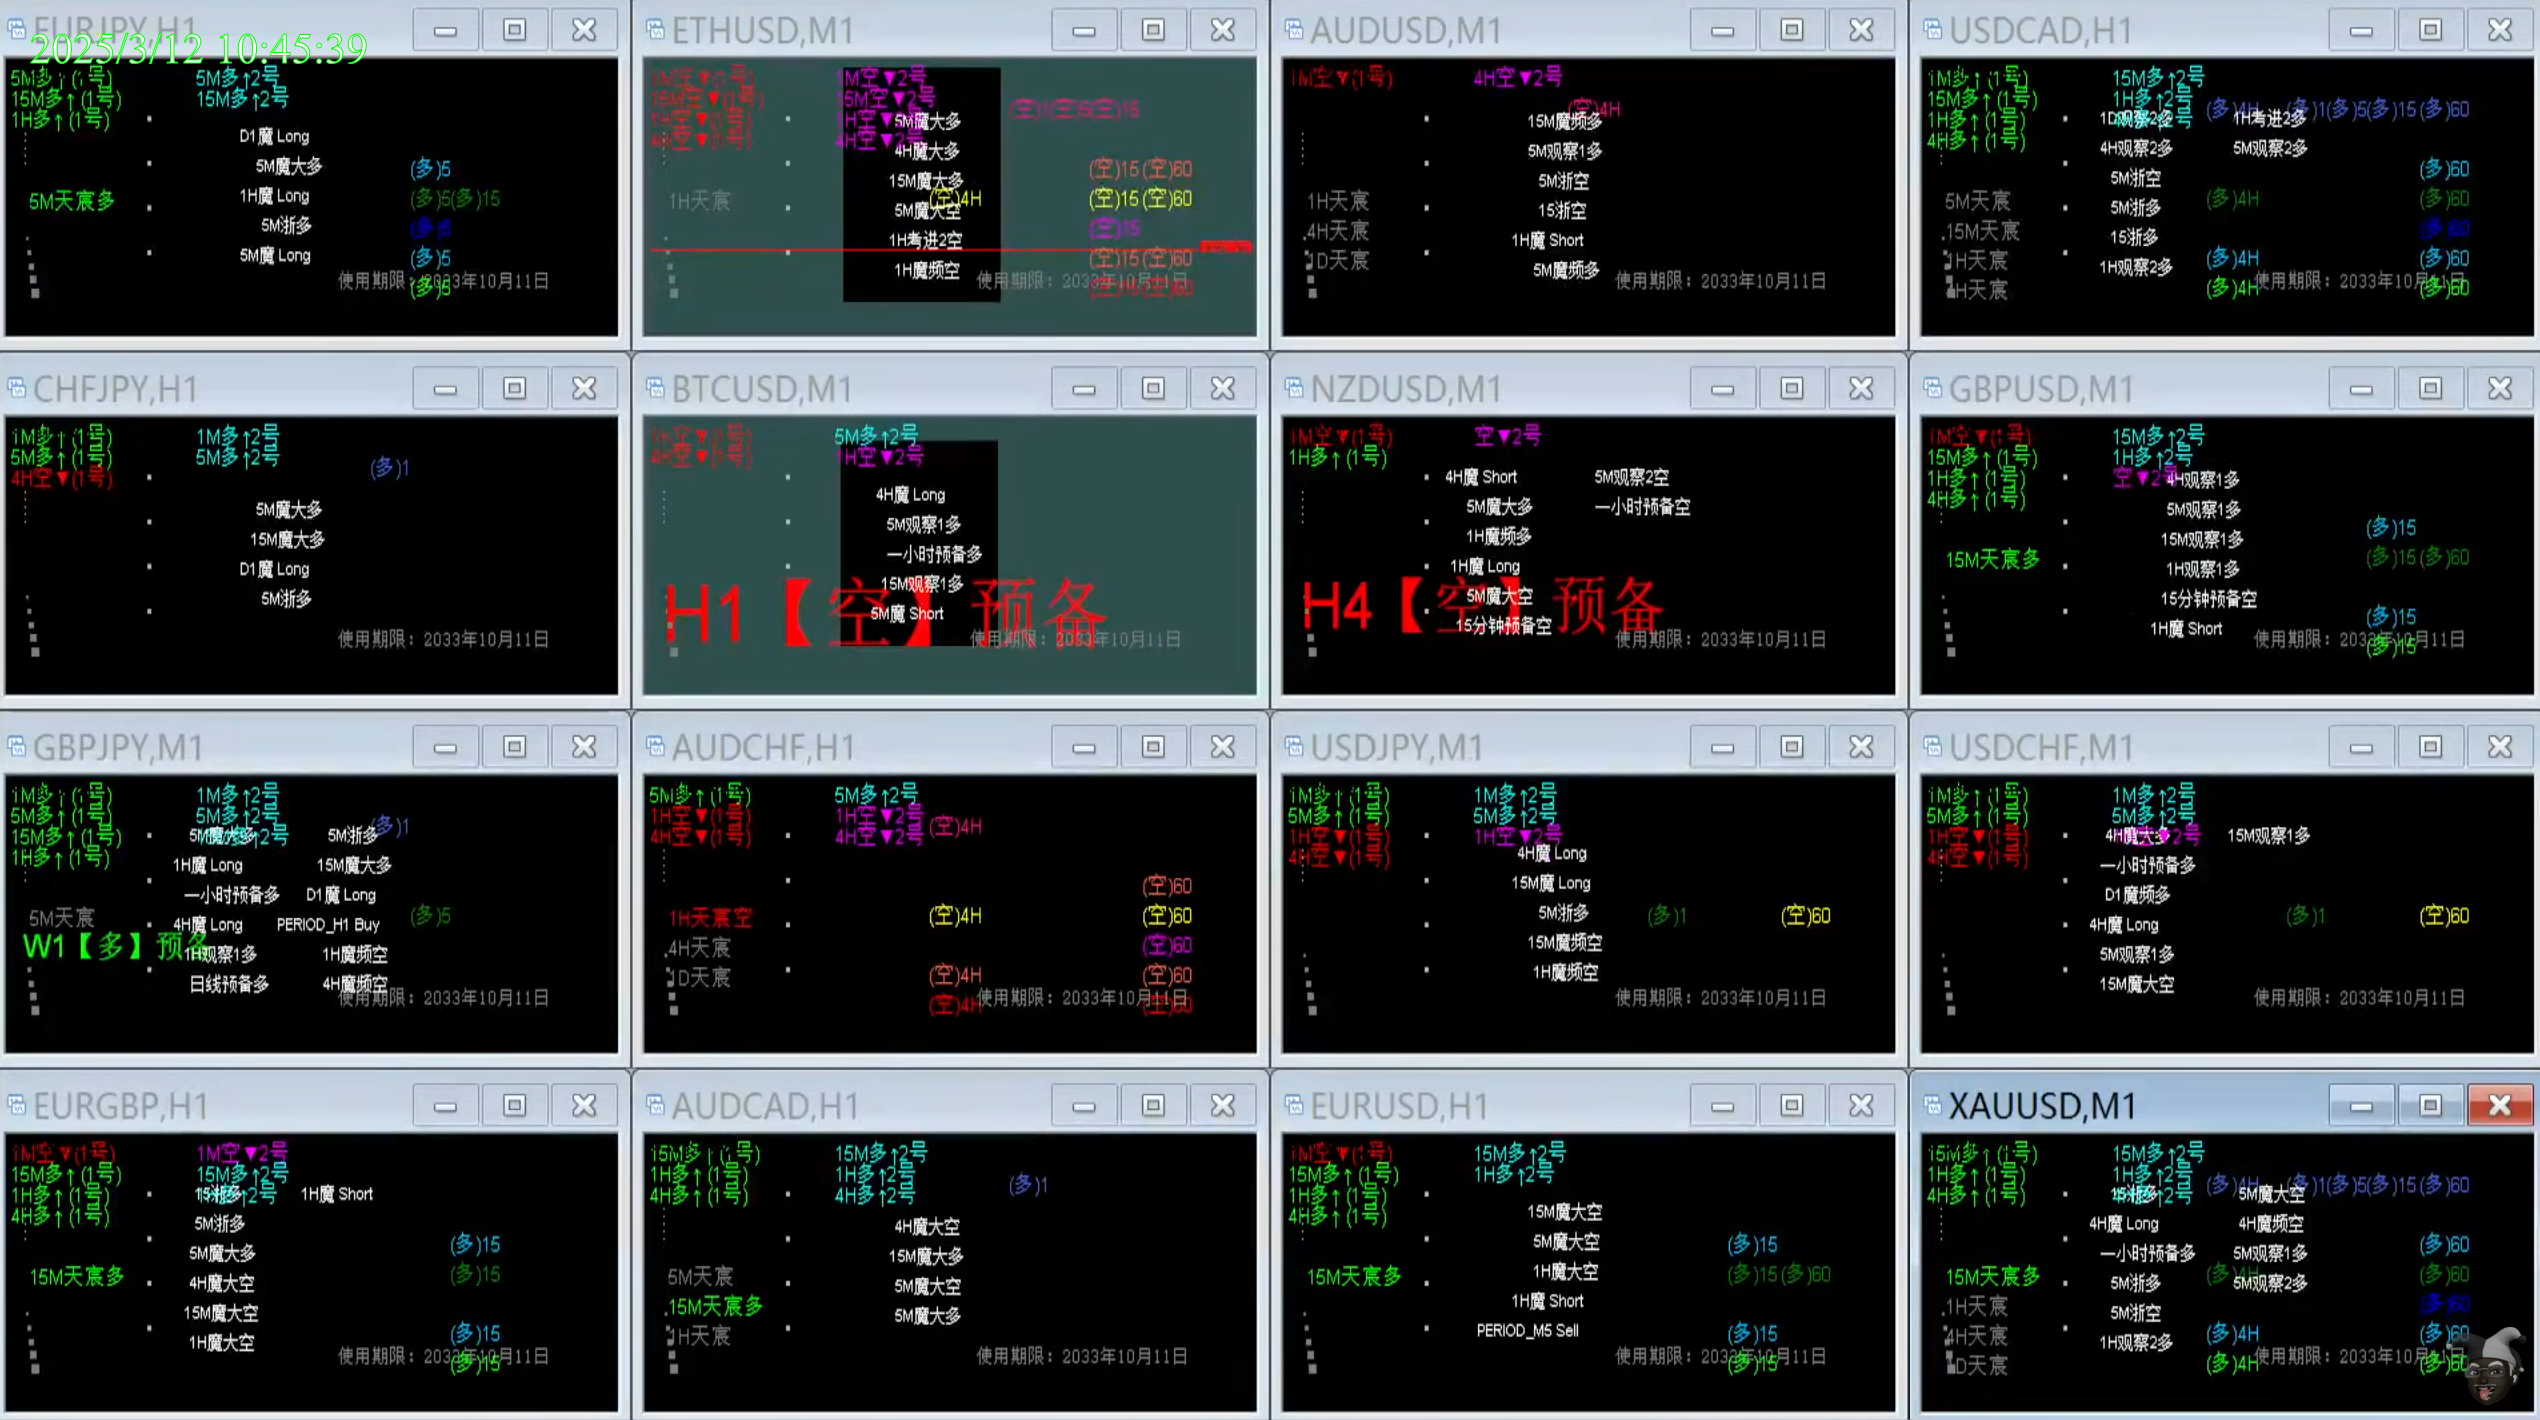 EURJPY,H1
2025/3/12 10:45:39
5M多↑(1号)
15M多↑(1号)
1H多↑(1号)
5M多↑2号
15M多↑2号
D1魔 Long
5M魔大多
1H魔 Long
5M浙多
5M魔 Long
5M天宸多
(多)5
(多)5(多)15
(多)5
(多)5
(多)5
使用期限：2033年10月11日
ETHUSD,M1
1M空▼(1号)
15M空▼(1号)
1H空▼(1号)
4H空▼(1号)
1M空▼2号
15M空▼2号
1H空▼2号
4H空▼2号
5M魔大多
4H魔大多
15M魔大多
5M魔大空
1H考进2空
1H魔频空
1H天宸
(空)4H
(空)1(空)5(空)15
(空)15(空)60
(空)15(空)60
(空)15
(空)15(空)60
(空)15(空)60
使用期限：2033年10月11日
AUDUSD,M1
1M空▼(1号)
4H空▼2号
(空)4H
15M魔频多
5M观察1多
5M浙空
15浙空
1H魔 Short
5M魔频多
1H天宸
4H天宸
1D天宸
使用期限：2033年10月11日
USDCAD,H1
1M多↑(1号)
15M多↑(1号)
1H多↑(1号)
4H多↑(1号)
15M多↑2号
1H多↑2号
4H多↑2号
(多)4H
(多)1(多)5(多)15(多)60
1D观察2多
1H考进2多
4H观察2多
5M观察2多
5M浙空
5M浙多
15浙多
1H观察2多
5M天宸
15M天宸
1H天宸
4H天宸
(多)60
(多)4H
(多)60
(多)60
(多)4H
(多)60
(多)4H
(多)60
使用期限：2033年10月11日
CHFJPY,H1
1M多↑(1号)
5M多↑(1号)
4H空▼(1号)
1M多↑2号
5M多↑2号
(多)1
5M魔大多
15M魔大多
D1魔 Long
5M浙多
使用期限：2033年10月11日
BTCUSD,M1
1H空▼(1号)
4H空▼(1号)
5M多↑2号
1H空▼2号
4H魔 Long
5M观察1多
一小时预备多
15M观察1多
5M魔 Short
H1【空】预备
使用期限：2033年10月11日
NZDUSD,M1
1M空▼(1号)
1H多↑(1号)
空▼2号
4H魔 Short
5M观察2空
5M魔大多
一小时预备空
1H魔频多
1H魔 Long
5M魔大空
15分钟预备空
H4【空】预备
使用期限：2033年10月11日
GBPUSD,M1
1M空▼(1号)
15M多↑(1号)
1H多↑(1号)
4H多↑(1号)
15M多↑2号
1H多↑2号
空▼2号
4H观察1多
5M观察1多
15M观察1多
1H观察1多
15分钟预备空
1H魔 Short
15M天宸多
(多)15
(多)15(多)60
(多)15
(多)15
使用期限：2033年10月11日
GBPJPY,M1
1M多↑(1号)
5M多↑(1号)
15M多↑(1号)
1H多↑(1号)
1M多↑2号
5M多↑2号
15M多↑2号
(多)1
5M魔大多
5M浙多
1H魔 Long
15M魔大多
一小时预备多
D1魔 Long
4H魔 Long
PERIOD_H1 Buy
1H观察1多
1H魔频空
日线预备多
4H魔频空
5M天宸
(多)5
W1【多】预备
使用期限：2033年10月11日
AUDCHF,H1
5M多↑(1号)
1H空▼(1号)
4H空▼(1号)
5M多↑2号
1H空▼2号
4H空▼2号
(空)4H
1H天宸空
4H天宸
1D天宸
(空)60
(空)4H
(空)60
(空)60
(空)4H
(空)60
(空)4H
(空)60
使用期限：2033年10月11日
USDJPY,M1
1M多↑(1号)
5M多↑(1号)
1H空▼(1号)
4H空▼(1号)
1M多↑2号
5M多↑2号
1H空▼2号
4H魔 Long
15M魔 Long
5M浙多
15M魔频空
1H魔频空
(多)1
(空)60
使用期限：2033年10月11日
USDCHF,M1
1M多↑(1号)
5M多↑(1号)
1H空▼(1号)
4H空▼(1号)
1M多↑2号
5M多↑2号
空▼2号
4H魔大多
15M观察1多
一小时预备多
D1魔频多
4H魔 Long
5M观察1多
15M魔大空
(多)1
(空)60
使用期限：2033年10月11日
EURGBP,H1
1M空▼(1号)
15M多↑(1号)
1H多↑(1号)
4H多↑(1号)
1M空▼2号
15M多↑2号
1H多↑2号
15浙多
1H魔 Short
5M浙多
5M魔大多
4H魔大空
15M魔大空
1H魔大空
15M天宸多
(多)15
(多)15
(多)15
(多)15
使用期限：2033年10月11日
AUDCAD,H1
15M多↑(1号)
1H多↑(1号)
4H多↑(1号)
15M多↑2号
1H多↑2号
4H多↑2号
(多)1
4H魔大空
15M魔大多
5M魔大空
5M魔大多
5M天宸
15M天宸多
1H天宸
使用期限：2033年10月11日
EURUSD,H1
1M空▼(1号)
15M多↑(1号)
1H多↑(1号)
4H多↑(1号)
15M多↑2号
1H多↑2号
15M魔大空
5M魔大空
1H魔大空
1H魔 Short
PERIOD_M5 Sell
15M天宸多
(多)15
(多)15(多)60
(多)15
(多)15
使用期限：2033年10月11日
XAUUSD,M1
15M多↑(1号)
1H多↑(1号)
4H多↑(1号)
15M多↑2号
1H多↑2号
4H多↑2号
(多)4H
(多)1(多)5(多)15(多)60
15浙多
5M魔大空
4H魔 Long
4H魔频空
一小时预备多
5M观察1多
5M浙多
5M观察2多
5M浙空
1H观察2多
15M天宸多
1H天宸
4H天宸
1D天宸
(多)60
(多)4H
(多)60
(多)60
(多)4H
(多)60
(多)4H
(多)60
使用期限：2033年10月11日